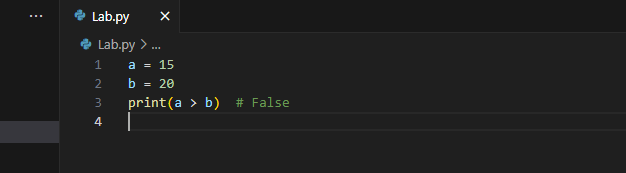 ... Lab.py ×
Lab.py > ...
1 a = 15
2 b = 20
3 print(a > b)  # False
4